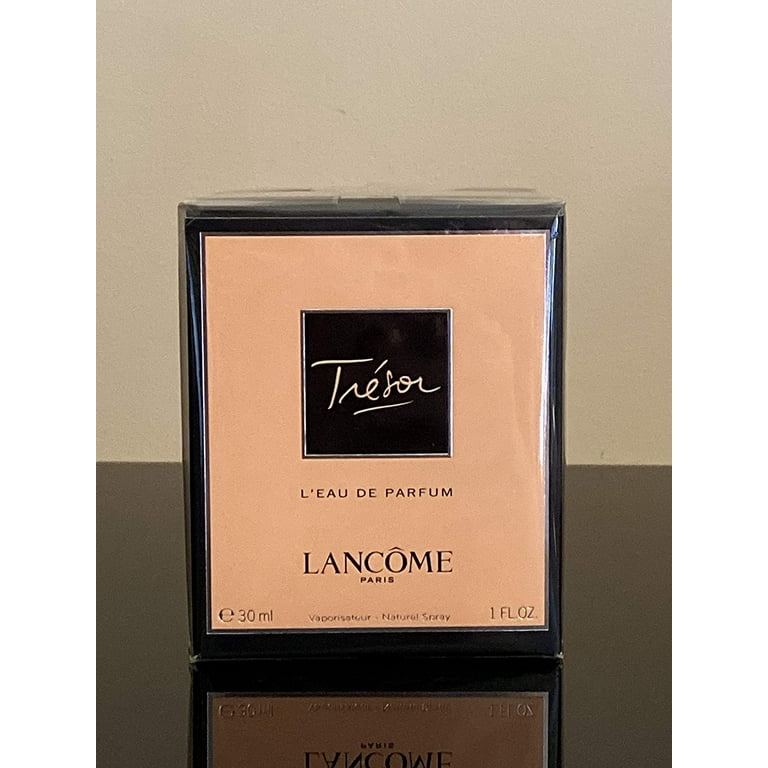 Trésor
L'EAU DE PARFUM
LANCÔME
PARIS
℮ 30 ml Vaporisateur - Natural Spray 1 FL.OZ.